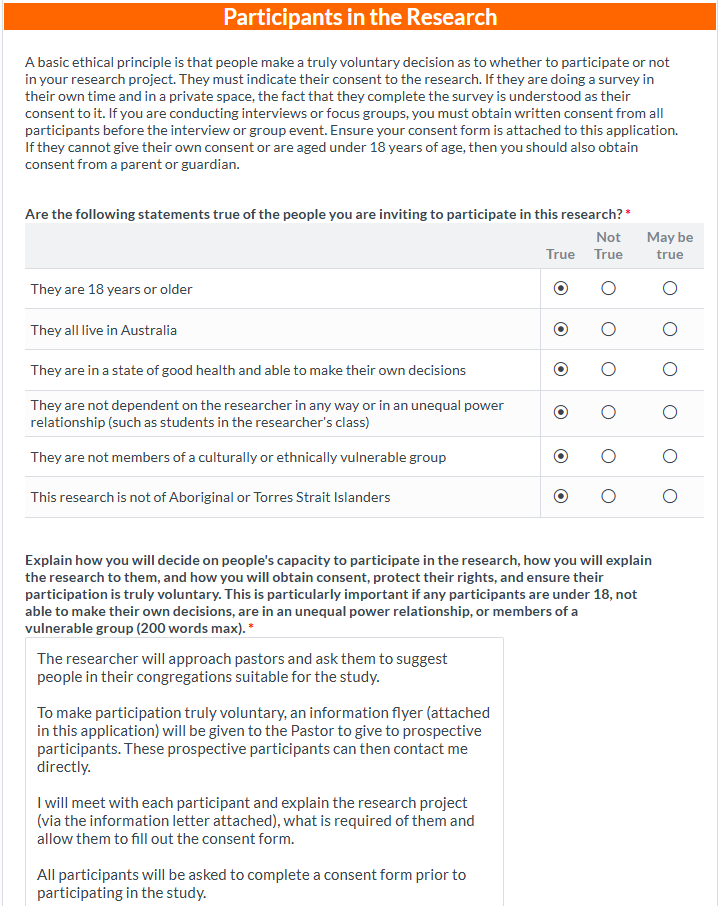 Participants in the Research
A basic ethical principle is that people make a truly voluntary decision as to whether to participate or not
in your research project. They must indicate their consent to the research. If they are doing a survey in
their own time and in a private space, the fact that they complete the survey is understood as their
consent to it. If you are conducting interviews or focus groups, you must obtain written consent from all
participants before the interview or group event. Ensure your consent form is attached to this application.
If they cannot give their own consent or are aged under 18 years of age, then you should also obtain
consent from a parent or guardian.
Are the following statements true of the people you are inviting to participate in this research? *
True
Not
True
May be
true
They are 18 years or older
They all live in Australia
They are in a state of good health and able to make their own decisions
They are not dependent on the researcher in any way or in an unequal power
relationship (such as students in the researcher's class)
They are not members of a culturally or ethnically vulnerable group
This research is not of Aboriginal or Torres Strait Islanders
Explain how you will decide on people's capacity to participate in the research, how you will explain
the research to them, and how you will obtain consent, protect their rights, and ensure their
participation is truly voluntary. This is particularly important if any participants are under 18, not
able to make their own decisions, are in an unequal power relationship, or members of a
vulnerable group (200 words max). *
The researcher will approach pastors and ask them to suggest
people in their congregations suitable for the study.
To make participation truly voluntary, an information flyer (attached
in this application) will be given to the Pastor to give to prospective
participants. These prospective participants can then contact me
directly.
I will meet with each participant and explain the research project
(via the information letter attached), what is required of them and
allow them to fill out the consent form.
All participants will be asked to complete a consent form prior to
participating in the study.